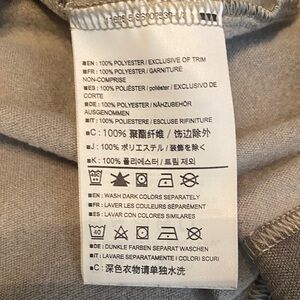 EN : 100% POLYESTER / EXCLUSIVE OF TRIM
FR : 100% POLYESTER / GARNITURE
NON-COMPRISE
ES : 100% POLIÉSTER / EXCLUSIVO DE
CORTE
DE : 100% POLYESTER / NÄHZUBEHÖR
AUSGENOMMEN
IT : 100% POLIESTERE / ESCLUSE RIFINITURE
C : 100% 聚酯纤维 / 饰边除外
J : 100% ポリエステル / 装飾を除く
K : 100% 폴리에스터 / 트림 제외
EN : WASH DARK COLORS SEPARATELY
FR : LAVER LES COULEURS SÉPARÉMENT
ES : LAVAR CON COLORES SIMILARES
40
DE : DUNKLE FARBEN SEPARAT WASCHEN
IT : LAVARE SEPARATAMENTE I COLORI SCURI
C : 深色衣物请单独水洗